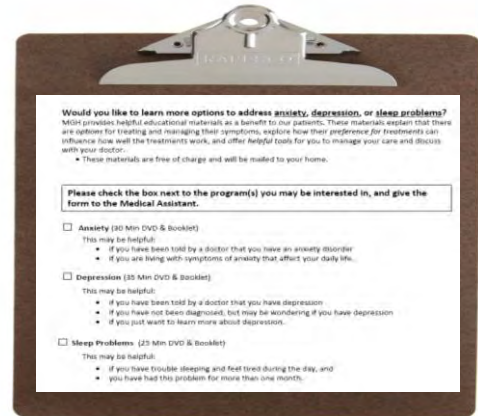 Would you like to learn more options to address anxiety, depression, or sleep problems?
MGH provides helpful educational materials as a benefit to our patients. These materials explain that there
are options for treating and managing their symptoms, explore how their preference for treatments can
influence how well the treatments work, and offer helpful tools for you to manage your care and discuss
with your doctor.
• These materials are free of charge and will be mailed to your home.
Please check the box next to the program(s) you may be interested in, and give the
form to the Medical Assistant.
☐ Anxiety (30 Min DVD & Booklet)
This may be helpful:
• if you have been told by a doctor that you have an anxiety disorder
• if you are living with symptoms of anxiety that affect your daily life.
☐ Depression (35 Min DVD & Booklet)
This may be helpful:
• if you have been told by a doctor that you have depression
• if you have not been diagnosed, but may be wondering if you have depression
• if you just want to learn more about depression.
☐ Sleep Problems (25 Min DVD & Booklet)
This may be helpful:
• if you have trouble sleeping and feel tired during the day, and
• you have had this problem for more than one month.